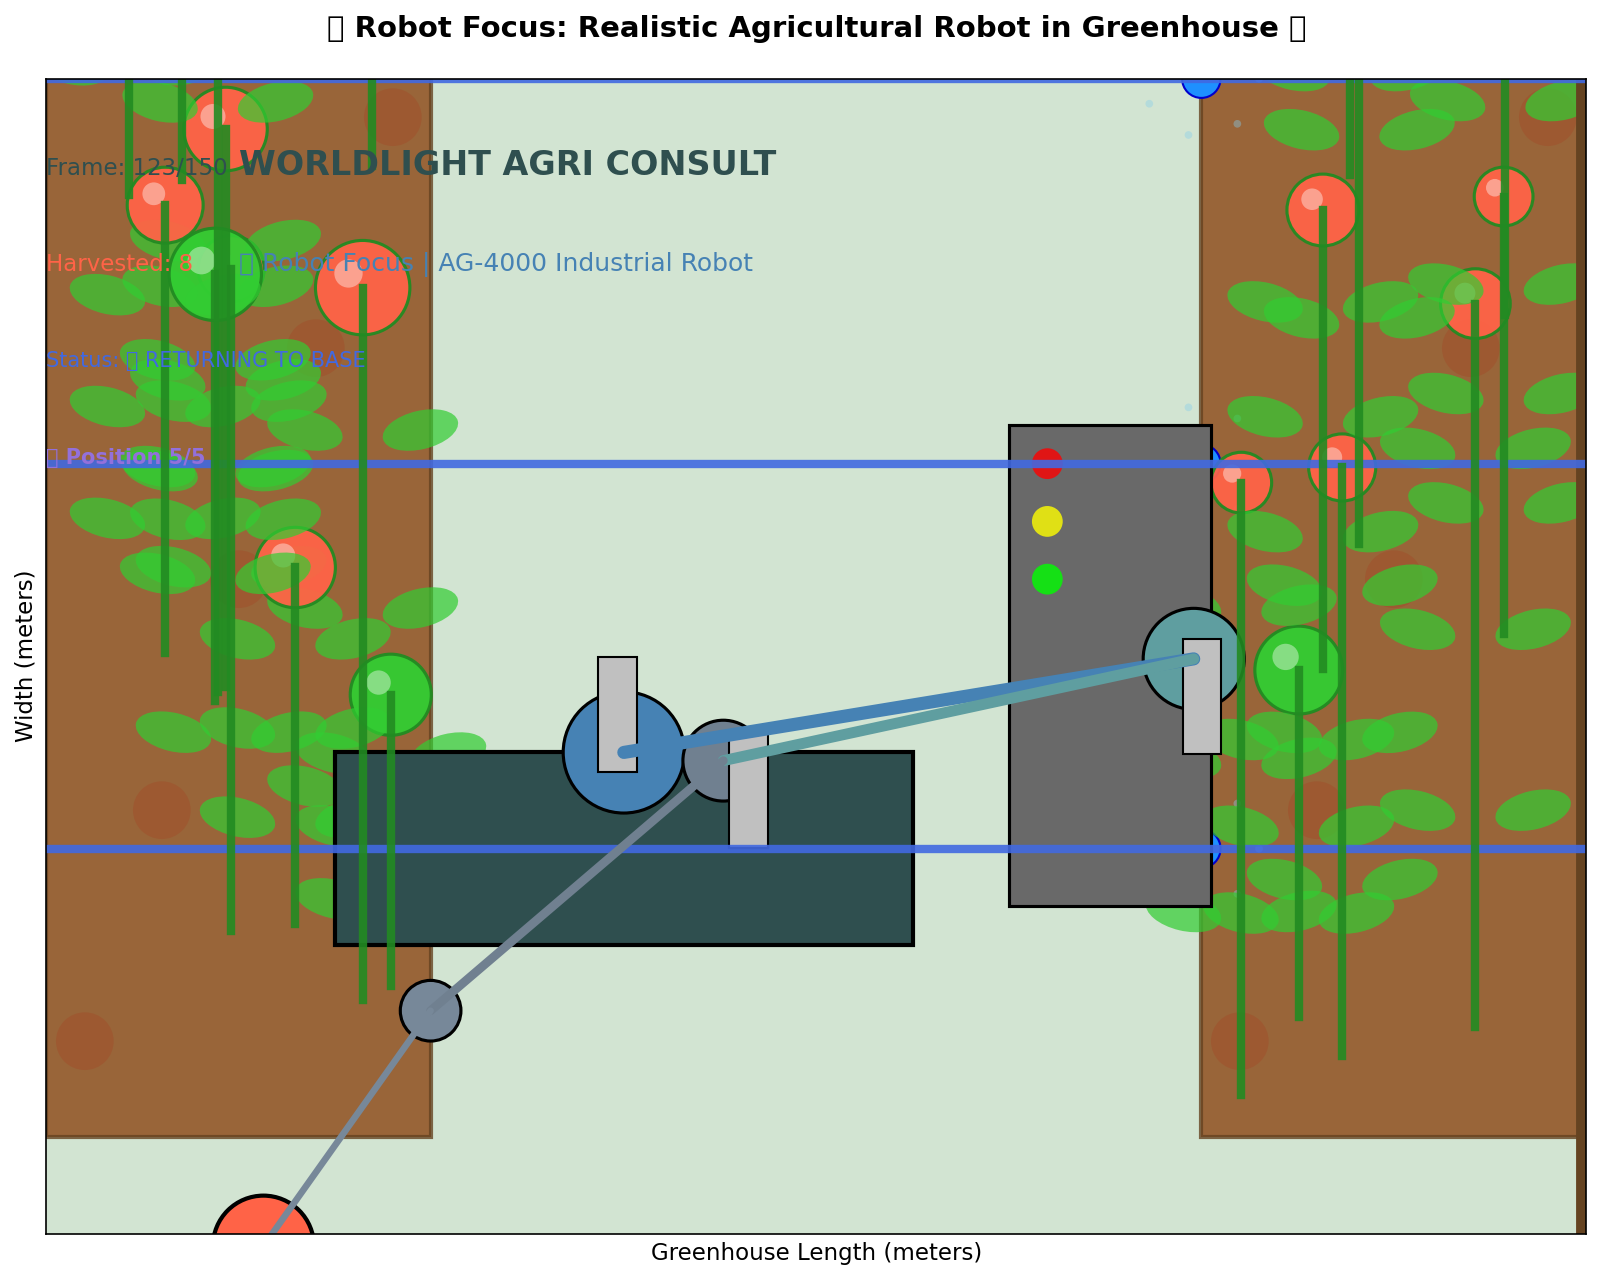 Robot Focus: Realistic Agricultural Robot in Greenhouse
Frame: 123/150
WORLDLIGHT AGRI CONSULT
Harvested: 8
Robot Focus | AG-4000 Industrial Robot
Status: RETURNING TO BASE
Position 5/5
Width (meters)
Greenhouse Length (meters)